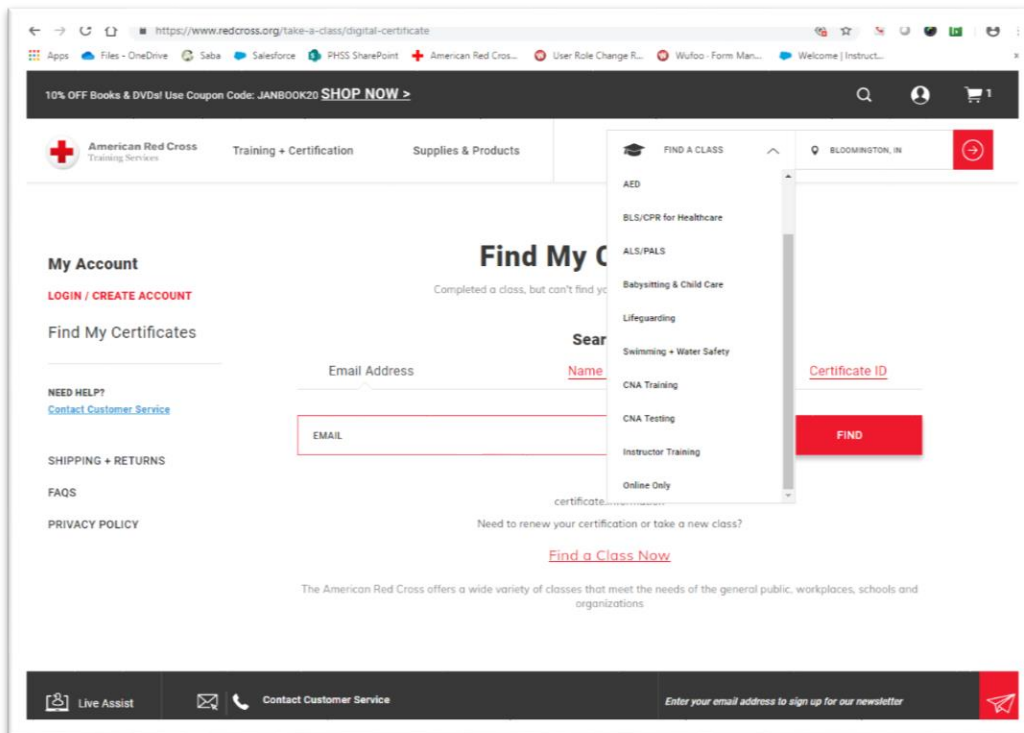 https://www.redcross.org/take-a-class/digital-certificate
Apps Files - OneDrive Saba Salesforce PHSS SharePoint American Red Cros... User Role Change R... Wufoo - Form Man... Welcome | Instruct...
10% OFF Books & DVDs! Use Coupon Code: JANBOOK20 SHOP NOW >
1
American Red Cross
Training Services
Training + Certification
Supplies & Products
FIND A CLASS
BLOOMINGTON, IN
AED
BLS/CPR for Healthcare
ALS/PALS
Babysitting & Child Care
Lifeguarding
Swimming + Water Safety
CNA Training
CNA Testing
Instructor Training
Online Only
My Account
LOGIN / CREATE ACCOUNT
Find My Certificates
NEED HELP?
Contact Customer Service
SHIPPING + RETURNS
FAQS
PRIVACY POLICY
Find My C
Completed a class, but can't find yo
Sear
Email Address
Name
Certificate ID
EMAIL
FIND
certificate
Need to renew your certification or take a new class?
Find a Class Now
The American Red Cross offers a wide variety of classes that meet the needs of the general public, workplaces, schools and
organizations
Live Assist
Contact Customer Service
Enter your email address to sign up for our newsletter